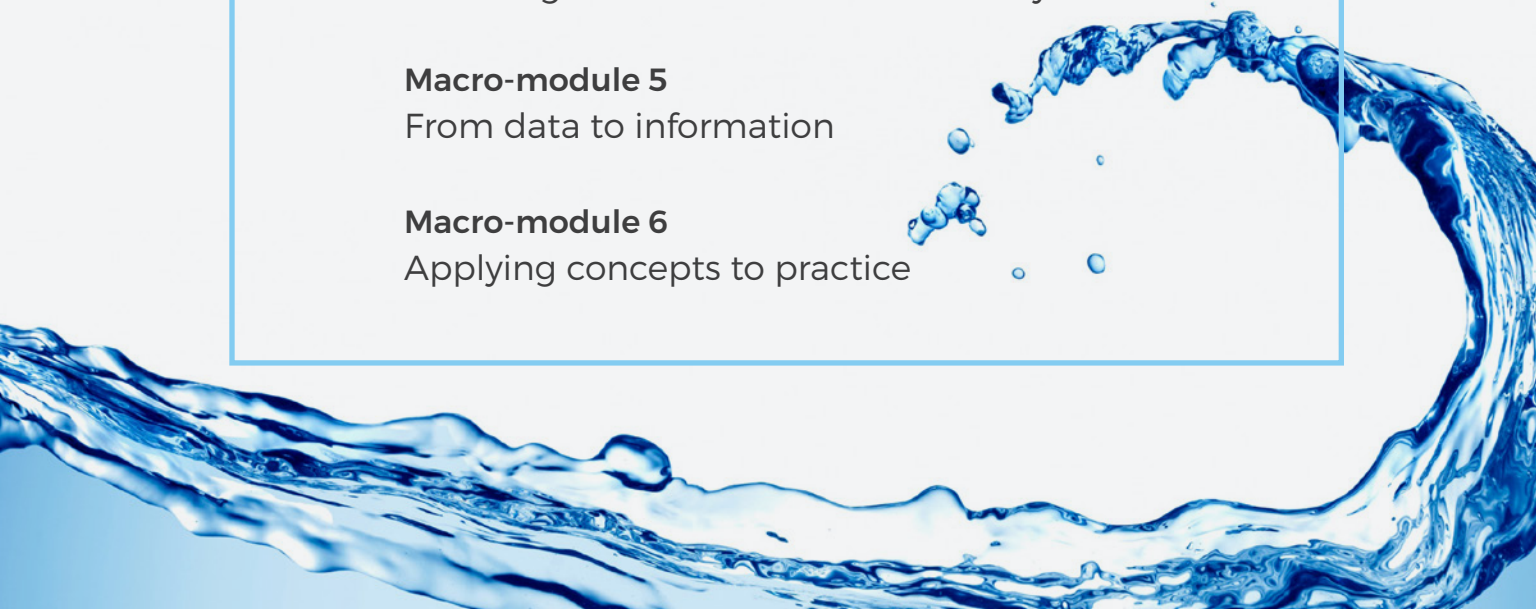 Macro-module 5
From data to information
Macro-module 6
Applying concepts to practice